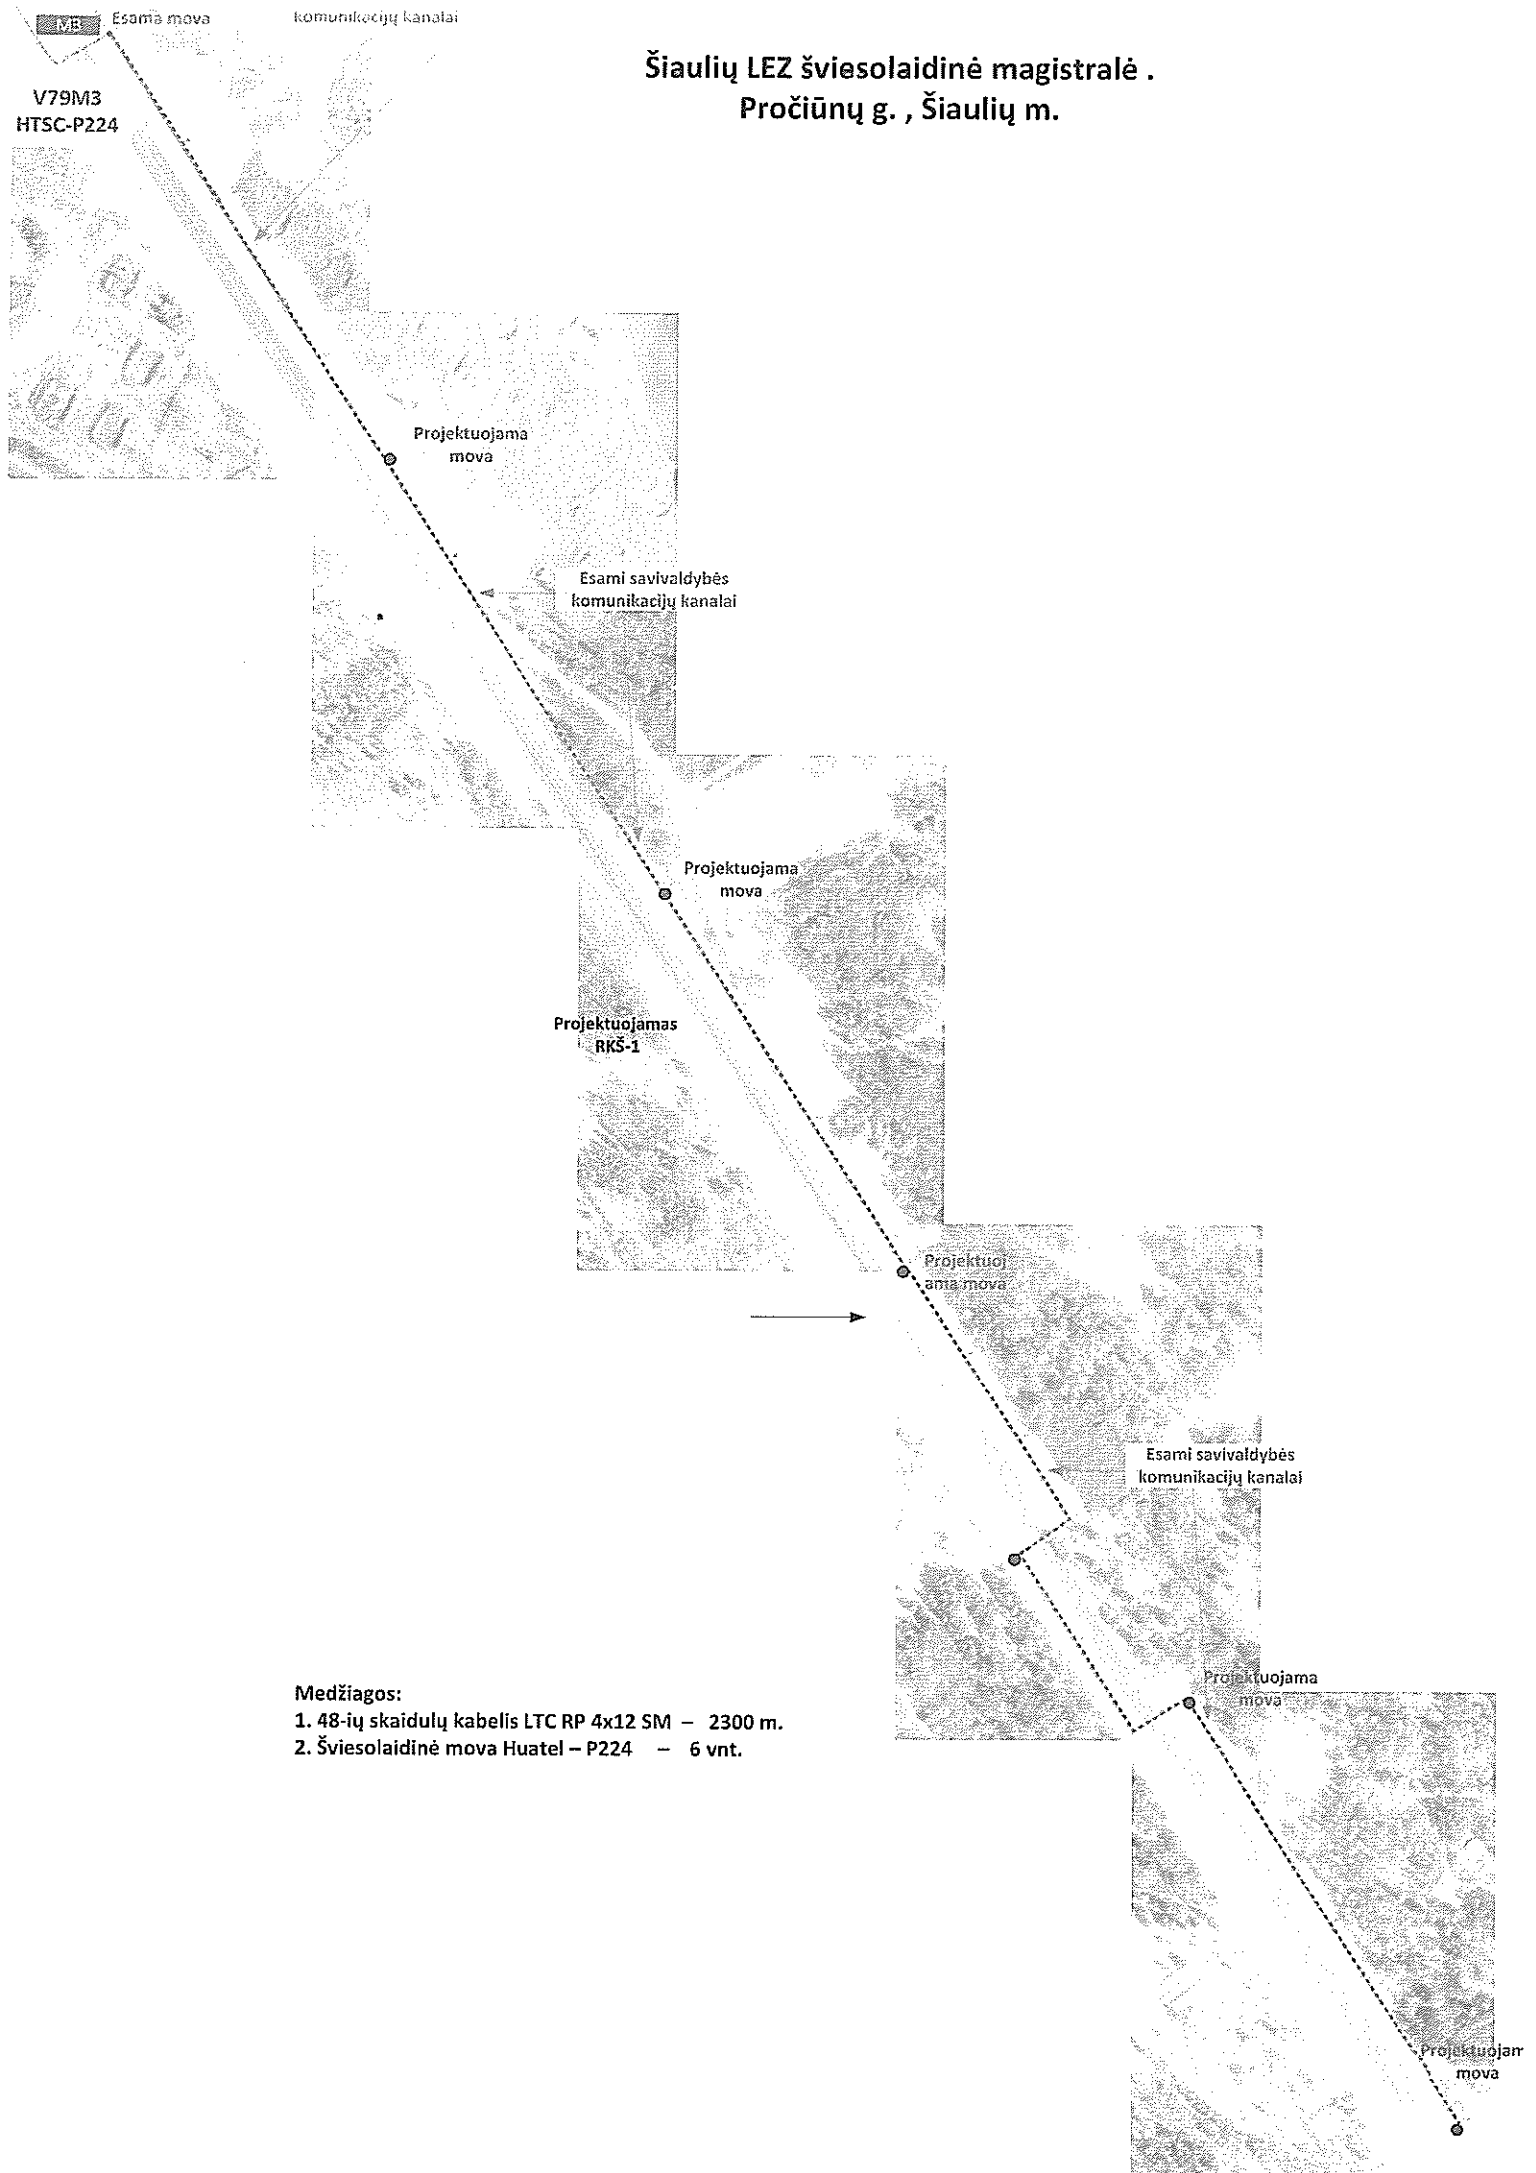 M3
Esama mova
komunikacijų kanalai
Šiaulių LEZ šviesolaidinė magistralė .
Pročiūnų g. , Šiaulių m.
V79M3
HTSC-P224
Projektuojama
mova
Esami savivaldybės
komunikacijų kanalai
Projektuojama
mova
Projektuojamas
RKŠ-1
Projektuoj
ama mova
Esami savivaldybės
komunikacijų kanalai
Projektuojama
mova
Medžiagos:
1. 48-ių skaidulų kabelis LTC RP 4x12 SM – 2300 m.
2. Šviesolaidinė mova Huatel – P224 – 6 vnt.
Projektuojam
mova